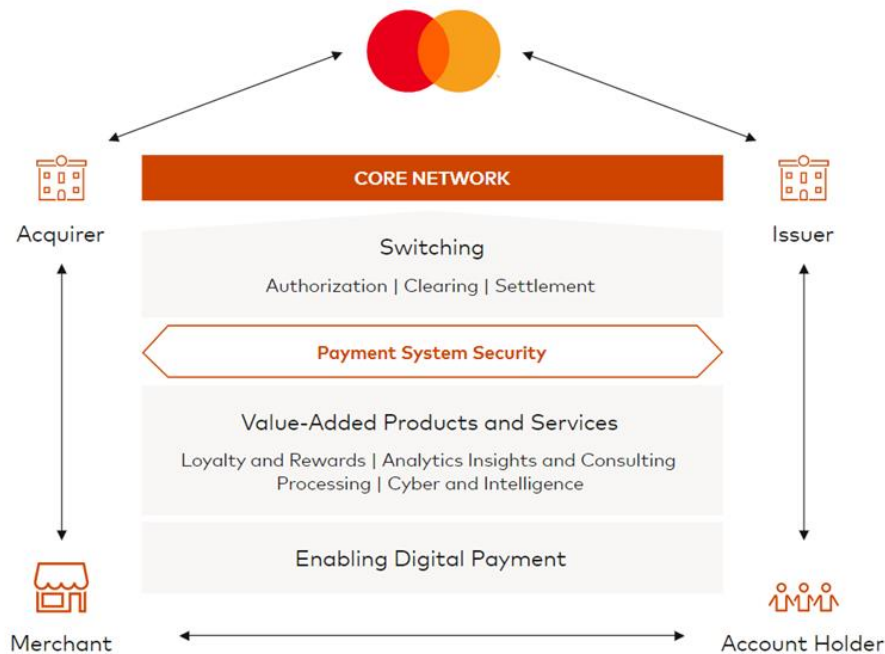 CORE NETWORK
Acquirer
Issuer
Switching
Authorization | Clearing | Settlement
Payment System Security
Value-Added Products and Services
Loyalty and Rewards | Analytics Insights and Consulting
Processing | Cyber and Intelligence
Enabling Digital Payment
Merchant
Account Holder